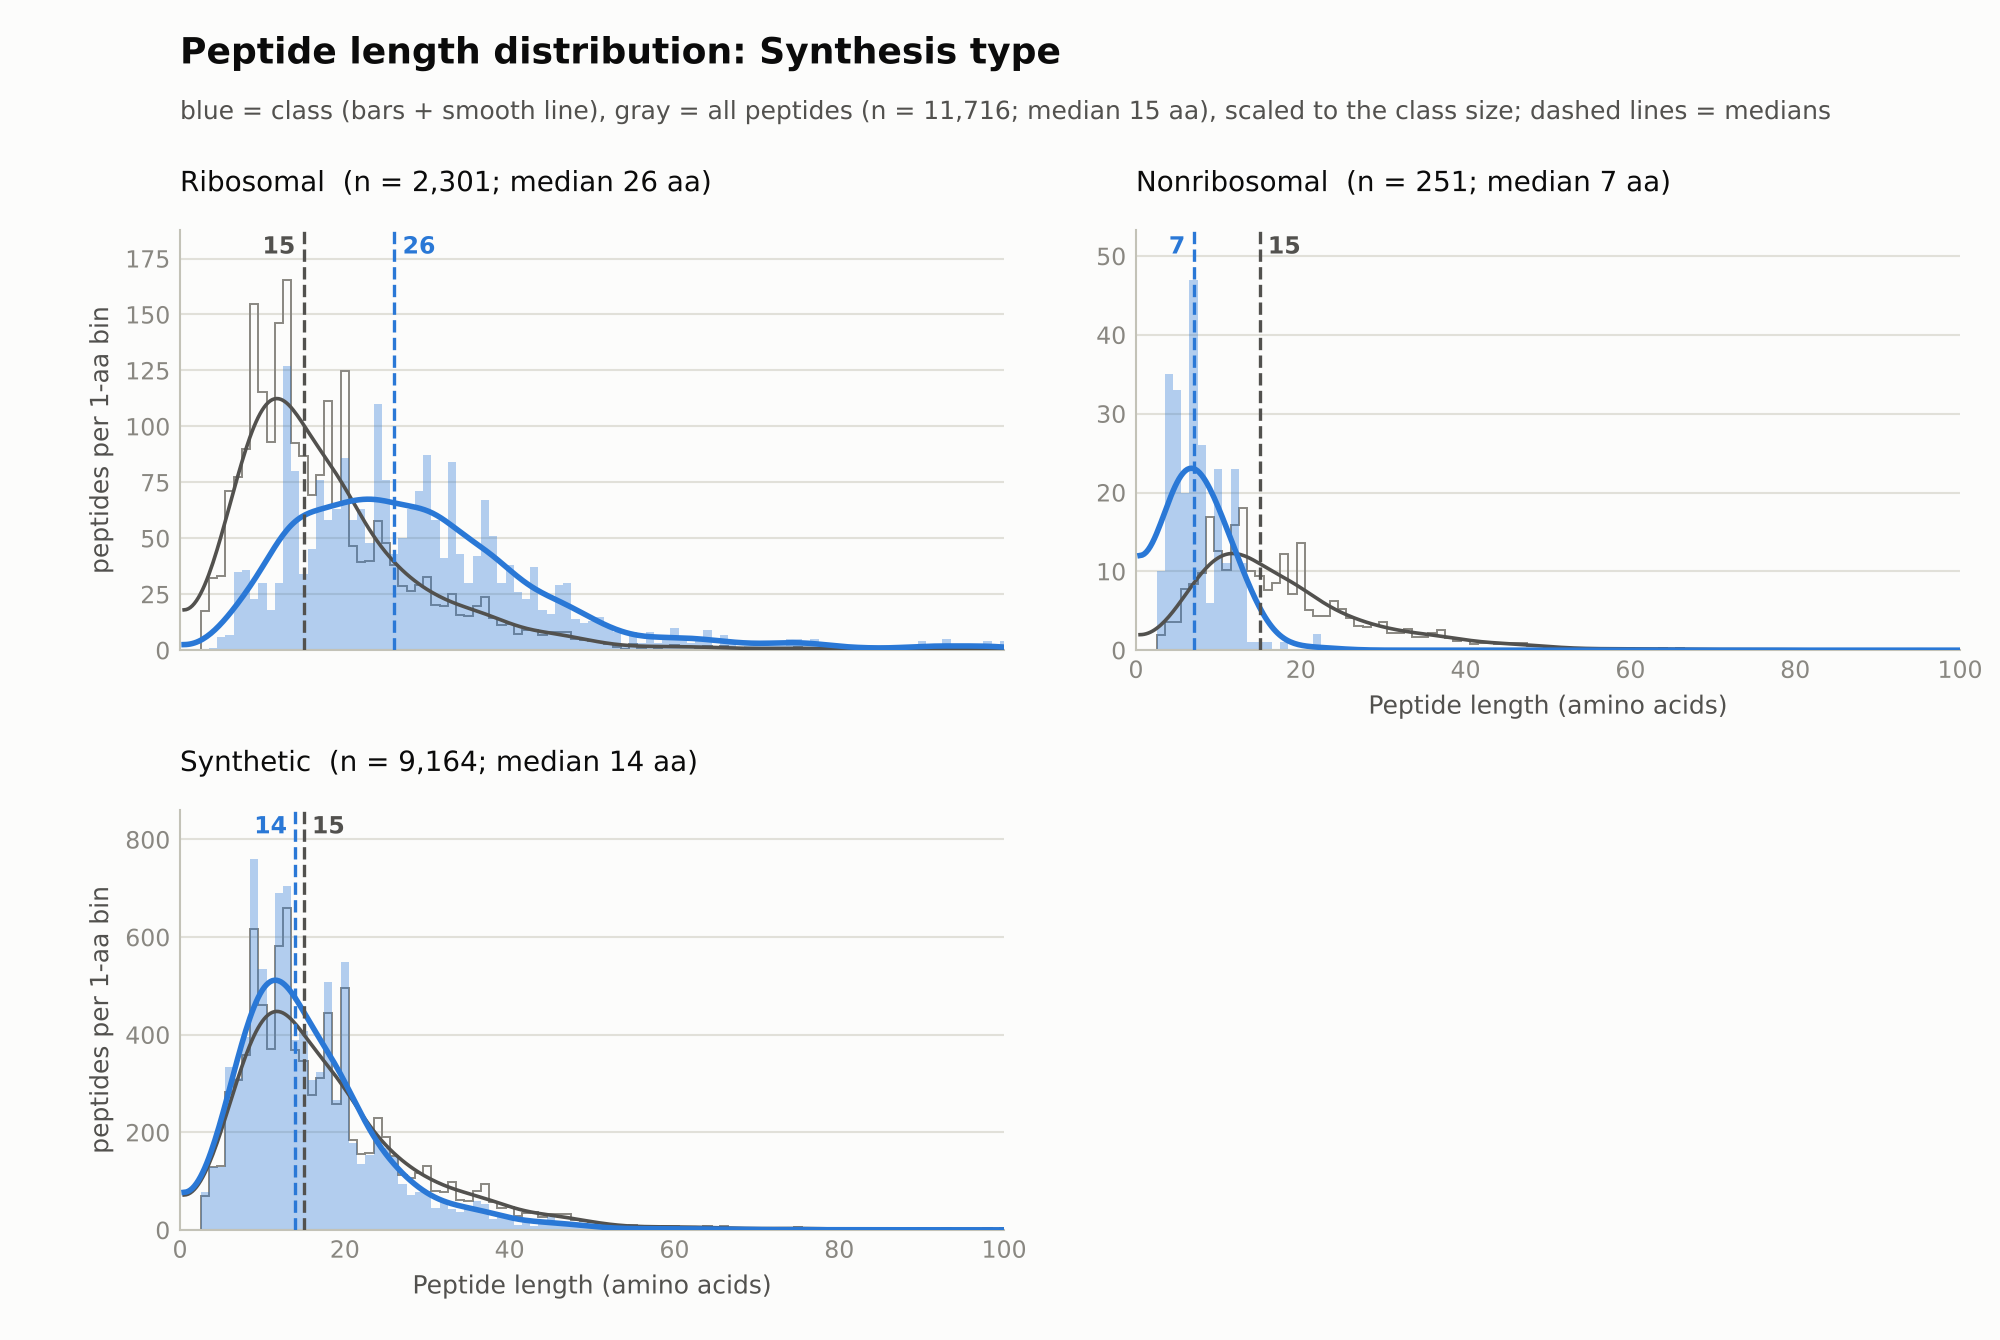 Peptide length distribution: Synthesis type
blue = class (bars + smooth line), gray = all peptides (n = 11,716; median 15 aa), scaled to the class size; dashed lines = medians
Ribosomal (n = 2,301; median 26 aa)
15
26
175
150
125
100
75
50
25
0
peptides per 1-aa bin
Nonribosomal (n = 251; median 7 aa)
7
15
50
40
30
20
10
0
0 20 40 60 80 100
Peptide length (amino acids)
Synthetic (n = 9,164; median 14 aa)
14
15
800
600
400
200
0
peptides per 1-aa bin
0 20 40 60 80 100
Peptide length (amino acids)